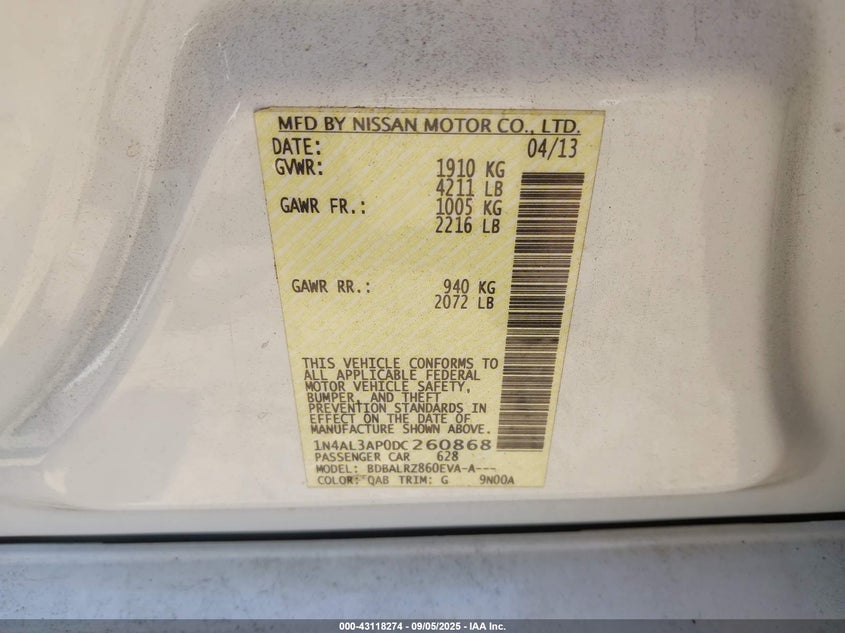 MFD BY NISSAN MOTOR CO., LTD.
DATE: 04/13
GVWR: 1910 KG
4211 LB
GAWR FR.: 1005 KG
2216 LB
GAWR RR.: 940 KG
2072 LB
THIS VEHICLE CONFORMS TO
ALL APPLICABLE FEDERAL
MOTOR VEHICLE SAFETY,
BUMPER, AND THEFT
PREVENTION STANDARDS IN
EFFECT ON THE DATE OF
MANUFACTURE SHOWN ABOVE.
1N4AL3AP0DC260868
PASSENGER CAR 628
MODEL: BDBALRZ860EVA-A---
COLOR: QAB TRIM: G 9N00A
000-43118274 - 09/05/2025 - IAA Inc.